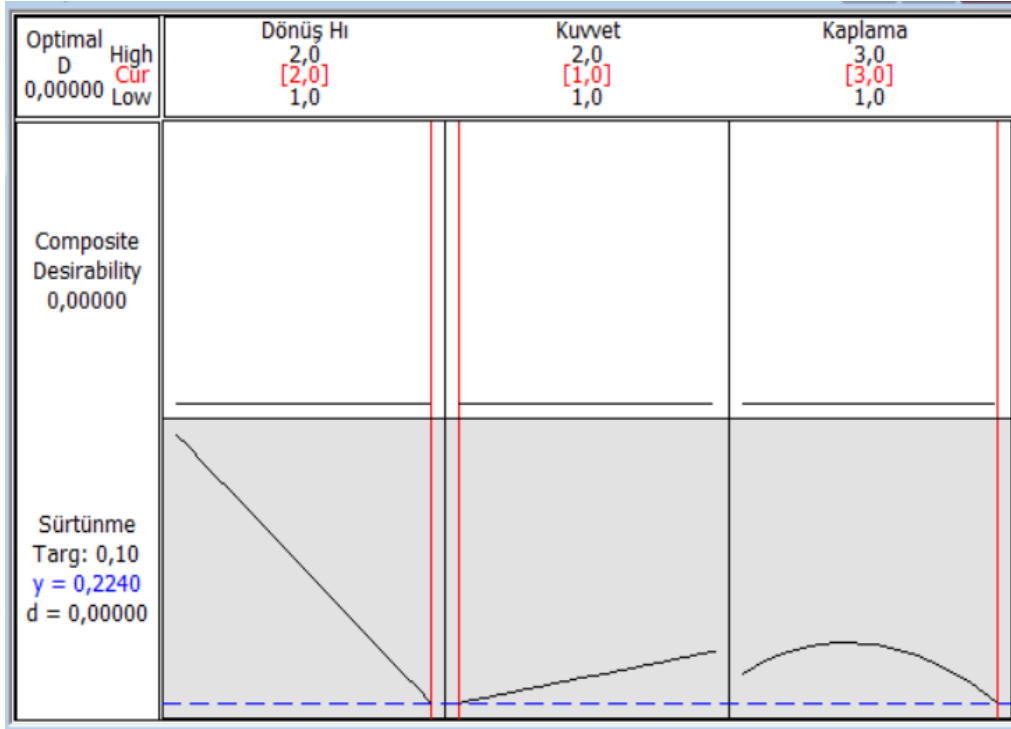 Optimal
D
0,00000
High
Cur
Low
Dönüş Hı
2,0
[2,0]
1,0
Kuvvet
2,0
[1,0]
1,0
Kaplama
3,0
[3,0]
1,0
Composite
Desirability
0,00000
Sürtünme
Targ: 0,10
y = 0,2240
d = 0,00000